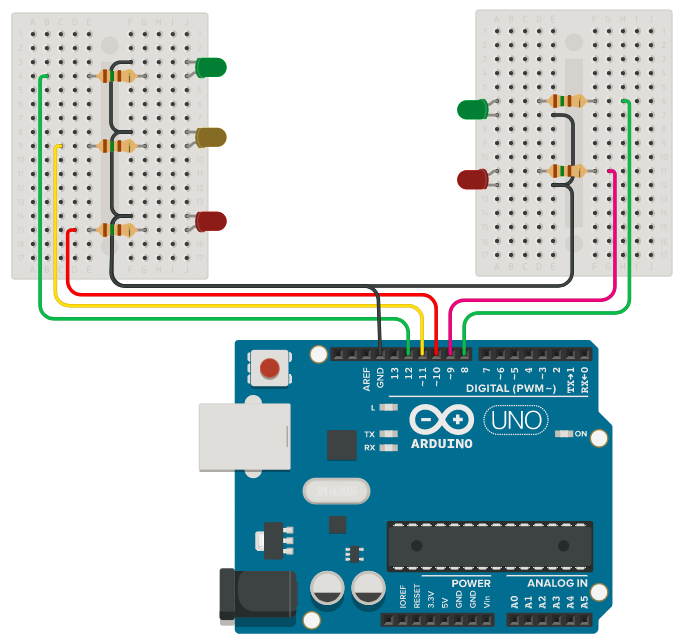 A B C D E F G H I J
A B C D E F G H I J
A B C D E F G H I J
A B C D E F G H I J
AREF
GND
13
12
~11
~10
~9
8
7
~6
~5
4
~3
2
TX→1
RX←0
DIGITAL (PWM~)
L
TX
RX
ARDUINO
UNO
ON
POWER
ANALOG IN
IOREF
RESET
3.3V
5V
GND
GND
Vin
A0
A1
A2
A3
A4
A5